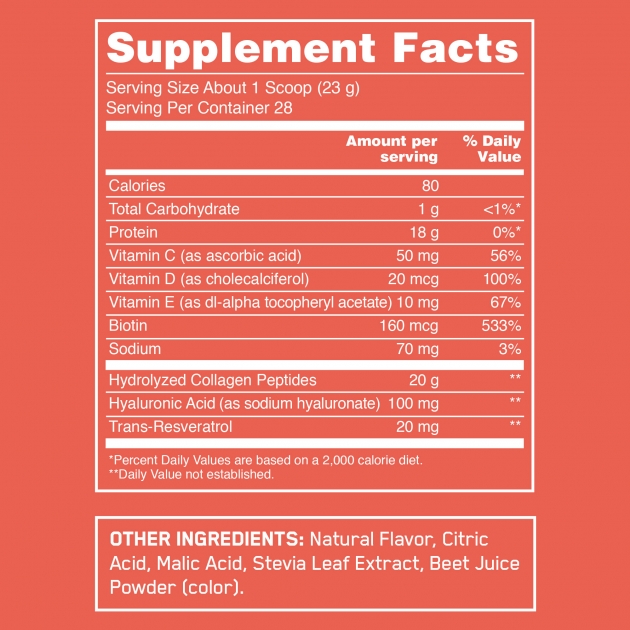 Supplement Facts
Serving Size About 1 Scoop (23 g)
Serving Per Container 28
Amount per serving % Daily Value
Calories 80
Total Carbohydrate 1 g <1%*
Protein 18 g 0%*
Vitamin C (as ascorbic acid) 50 mg 56%
Vitamin D (as cholecalciferol) 20 mcg 100%
Vitamin E (as dl-alpha tocopheryl acetate) 10 mg 67%
Biotin 160 mcg 533%
Sodium 70 mg 3%
Hydrolyzed Collagen Peptides 20 g **
Hyaluronic Acid (as sodium hyaluronate) 100 mg **
Trans-Resveratrol 20 mg **
*Percent Daily Values are based on a 2,000 calorie diet.
**Daily Value not established.
OTHER INGREDIENTS: Natural Flavor, Citric
Acid, Malic Acid, Stevia Leaf Extract, Beet Juice
Powder (color).